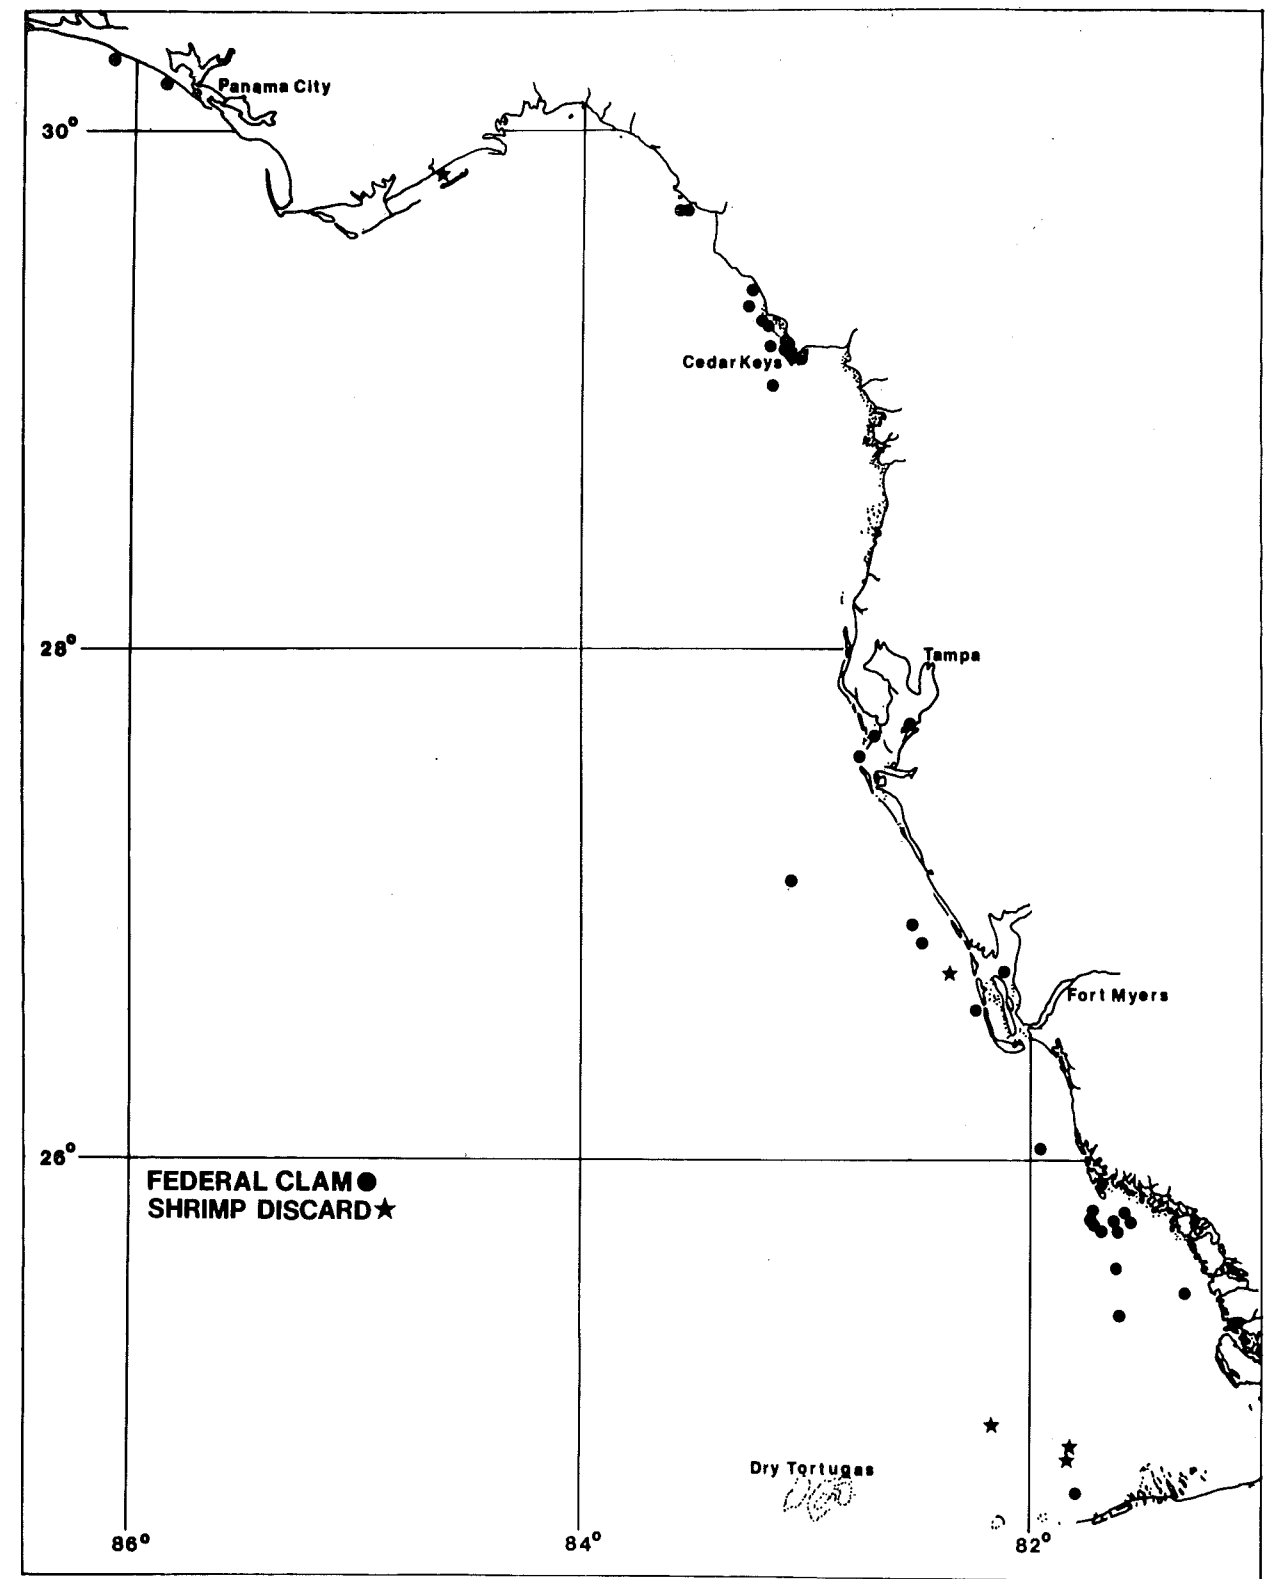 Panama City
30°
Cedar Keys
28°
Tampa
Fort Myers
26°
FEDERAL CLAM
SHRIMP DISCARD
Dry Tortugas
86°
84°
82°